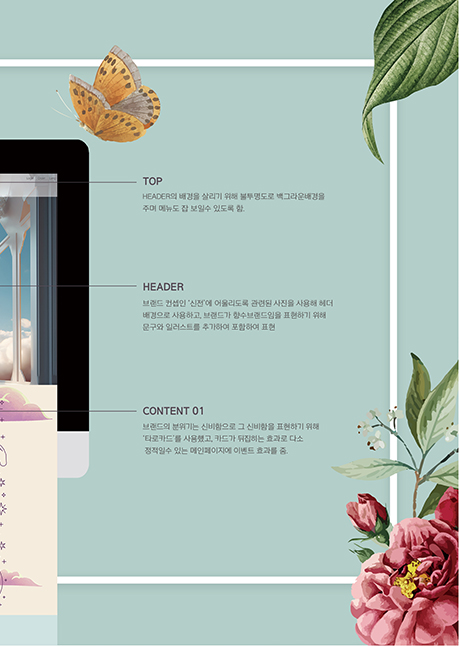 TOP
HEADER의 배경을 살리기 위해 불투명도로 백그라운배경을
주며 메뉴도 잡 보일수 있도록 함.
HEADER
브랜드 컨셉인 '신전'에 어울리도록 관련된 사진을 사용해 헤더
배경으로 사용하고, 브랜드가 향수브랜드임을 표현하기 위해
문구와 일러스트를 추가하여 포함하여 표현
CONTENT 01
브랜드의 분위기는 신비함으로 그 신비함을 표현하기 위해
'타로카드'를 사용했고, 카드가 뒤집히는 효과로 다소
정적일수 있는 메인페이지에 이벤트 효과를 줌.